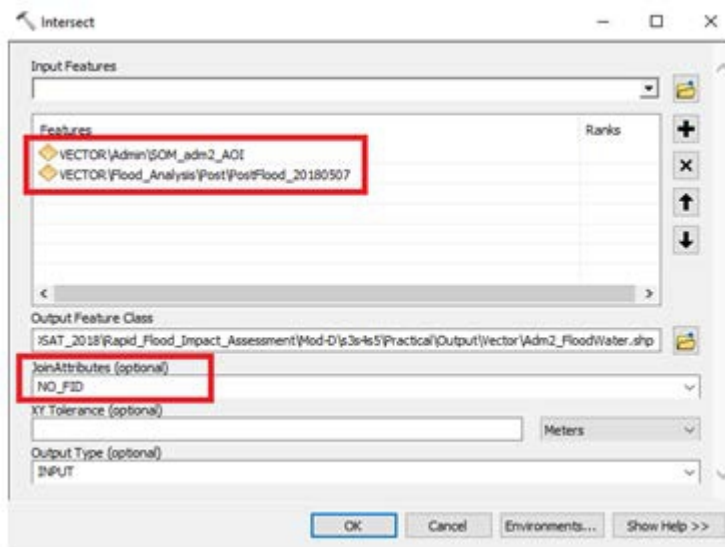 Intersect
Input Features
Features Ranks
VECTOR\Admin\SOM_adm2_AOI
VECTOR\Flood_Analysis\Post\PostFlood_20180507
Output Feature Class
SAT_2018\Rapid_Flood_Impact_Assessment\Mod-D\s3s4s5\Practical\Output\Vector\Adm2_FloodWater.shp
JoinAttributes (optional)
NO_FID
XY Tolerance (optional)
Meters
Output Type (optional)
INPUT
OK Cancel Environments... Show Help >>